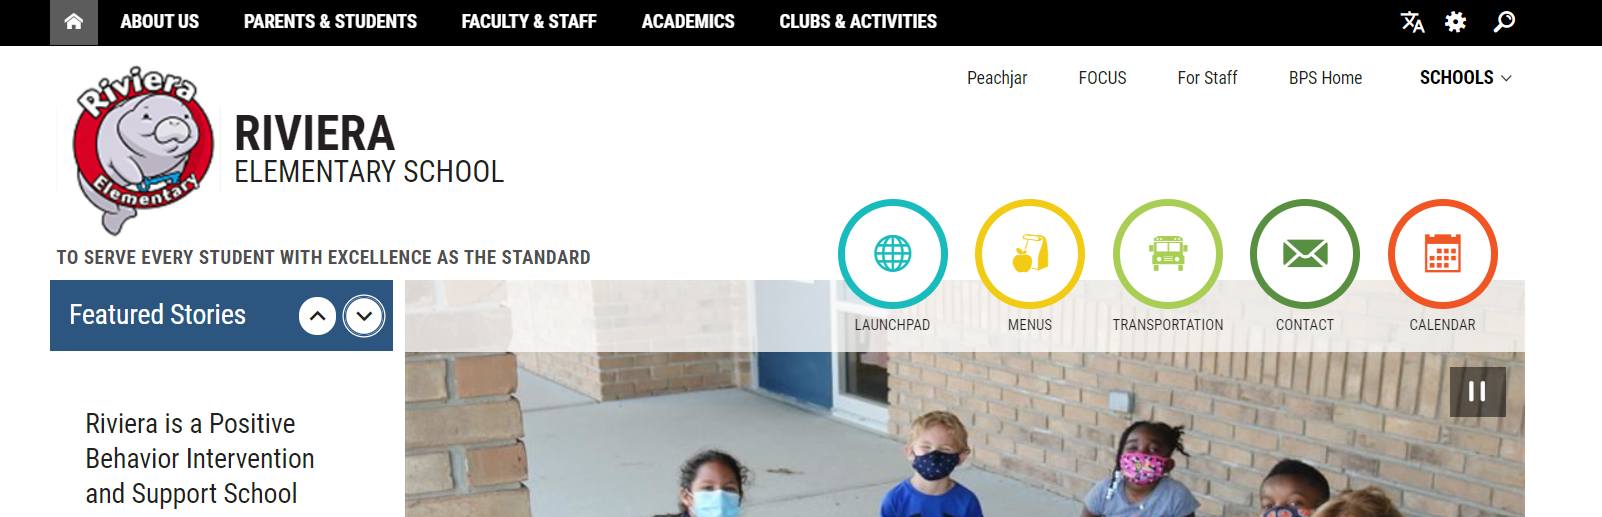 ABOUT US
PARENTS & STUDENTS
FACULTY & STAFF
ACADEMICS
CLUBS & ACTIVITIES
Peachjar
FOCUS
For Staff
BPS Home
SCHOOLS
Riviera
Elementary
RIVIERA
ELEMENTARY SCHOOL
TO SERVE EVERY STUDENT WITH EXCELLENCE AS THE STANDARD
LAUNCHPAD
MENUS
TRANSPORTATION
CONTACT
CALENDAR
Featured Stories
Riviera is a Positive
Behavior Intervention
and Support School